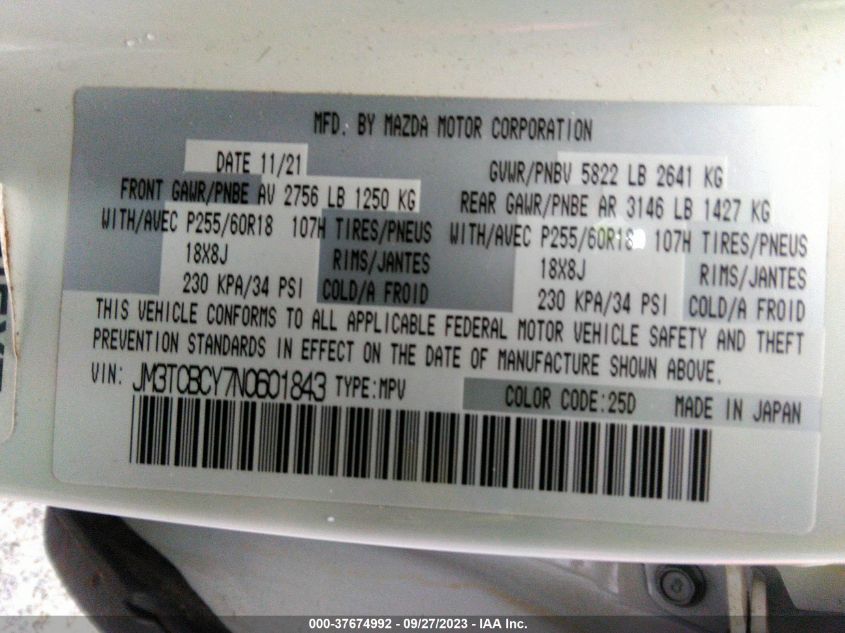 MFD. BY MAZDA MOTOR CORPORATION
DATE 11/21
FRONT GAWR/PNBE AV 2756 LB 1250 KG
WITH/AVEC P255/60R18 107H TIRES/PNEUS
18X8J RIMS/JANTES
230 KPA/34 PSI COLD/A FROID
GVWR/PNBV 5822 LB 2641 KG
REAR GAWR/PNBE AR 3146 LB 1427 KG
WITH/AVEC P255/60R18 107H TIRES/PNEUS
18X8J RIMS/JANTES
230 KPA/34 PSI COLD/A FROID
THIS VEHICLE CONFORMS TO ALL APPLICABLE FEDERAL MOTOR VEHICLE SAFETY AND THEFT
PREVENTION STANDARDS IN EFFECT ON THE DATE OF MANUFACTURE SHOWN ABOVE.
VIN: JM3TCBCY7N0601843 TYPE:MPV COLOR CODE:25D MADE IN JAPAN
000-37674992 - 09/27/2023 - IAA Inc.